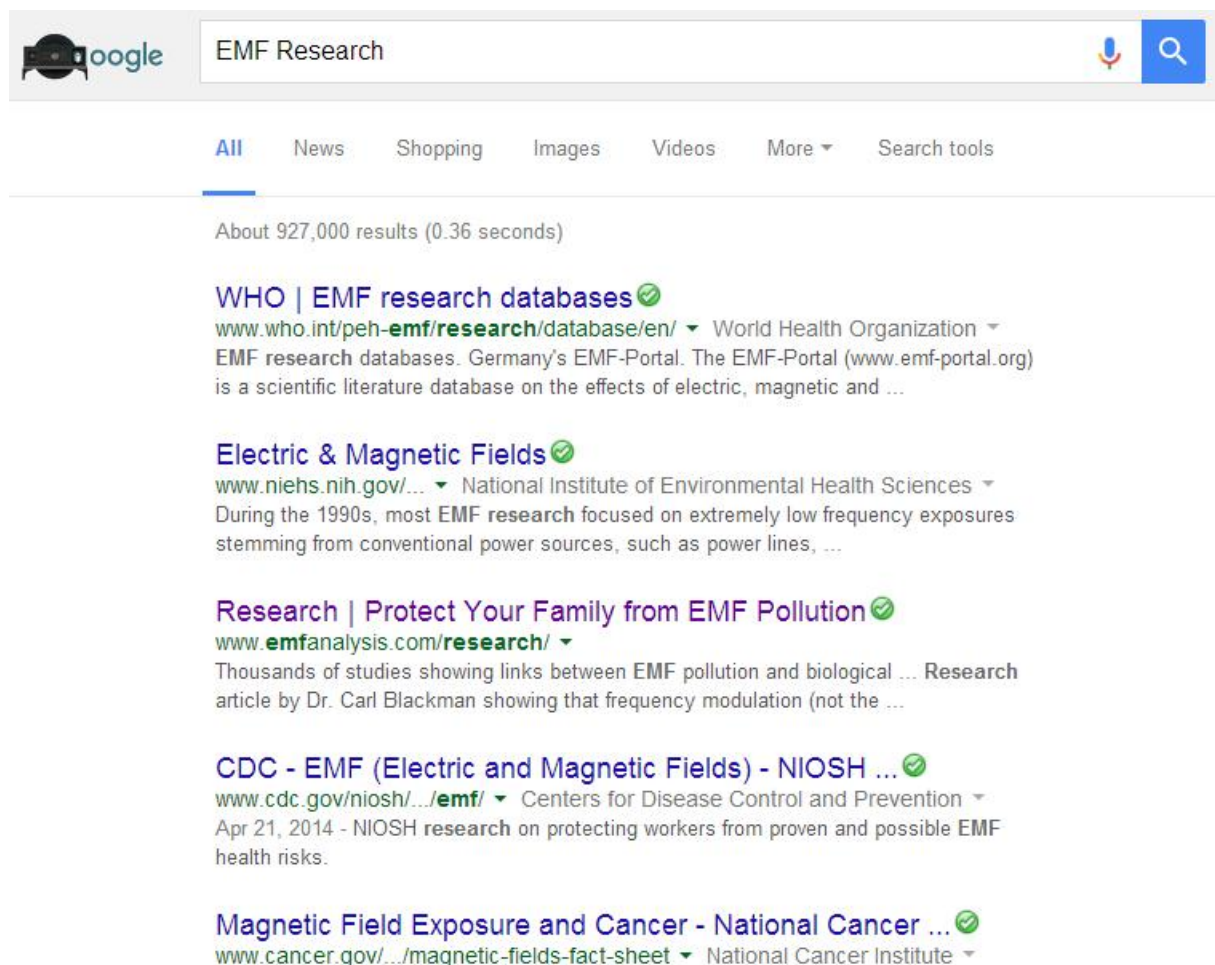 oogle
EMF Research
All News Shopping Images Videos More Search tools
About 927,000 results (0.36 seconds)
WHO | EMF research databases
www.who.int/peh-emf/research/database/en/ World Health Organization
EMF research databases. Germany's EMF-Portal. The EMF-Portal (www.emf-portal.org)
is a scientific literature database on the effects of electric, magnetic and ...
Electric & Magnetic Fields
www.niehs.nih.gov/... National Institute of Environmental Health Sciences
During the 1990s, most EMF research focused on extremely low frequency exposures
stemming from conventional power sources, such as power lines, ...
Research | Protect Your Family from EMF Pollution
www.emfanalysis.com/research/
Thousands of studies showing links between EMF pollution and biological ... Research
article by Dr. Carl Blackman showing that frequency modulation (not the ...
CDC - EMF (Electric and Magnetic Fields) - NIOSH ...
www.cdc.gov/niosh/.../emf/ Centers for Disease Control and Prevention
Apr 21, 2014 - NIOSH research on protecting workers from proven and possible EMF
health risks.
Magnetic Field Exposure and Cancer - National Cancer ...
www.cancer.gov/.../magnetic-fields-fact-sheet National Cancer Institute